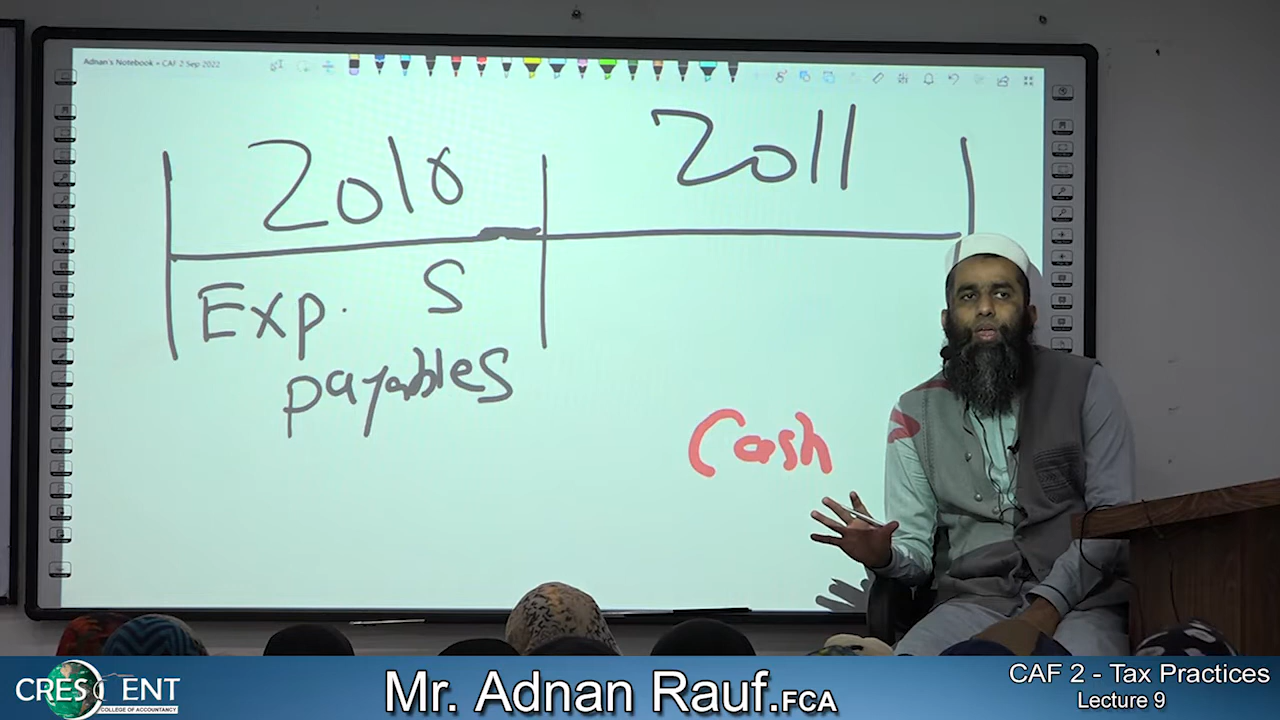 Adnan's Notebook » CAF 2 Sep 2022
2010 2011
Exp. 5
payables
Cash
CRESCENT
COLLEGE OF ACCOUNTANCY
Mr. Adnan Rauf.FCA
CAF 2 - Tax Practices
Lecture 9